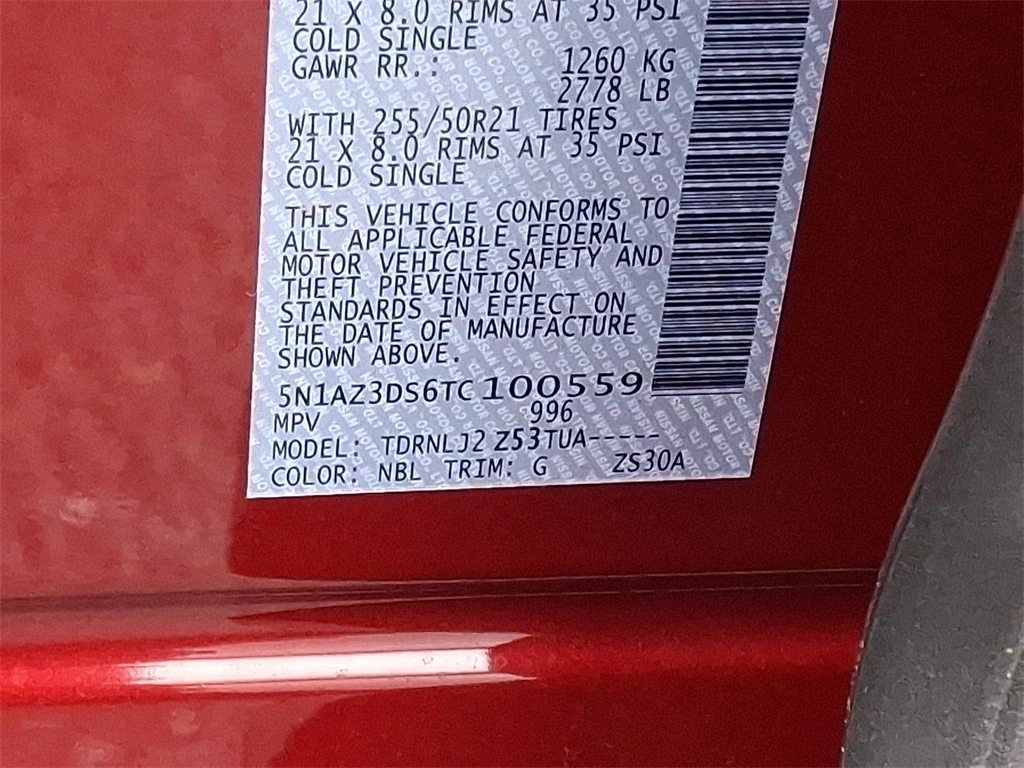 21 X 8.0 RIMS AT 35 PSI
COLD SINGLE
GAWR RR.: 1260 KG
2778 LB
WITH 255/50R21 TIRES
21 X 8.0 RIMS AT 35 PSI
COLD SINGLE
THIS VEHICLE CONFORMS TO
ALL APPLICABLE FEDERAL
MOTOR VEHICLE SAFETY AND
THEFT PREVENTION
STANDARDS IN EFFECT ON
THE DATE OF MANUFACTURE
SHOWN ABOVE.
5N1AZ3DS6TC100559
MPV 996
MODEL: TDRNLJ2 Z53TUA-----
COLOR: NBL TRIM: G ZS30A